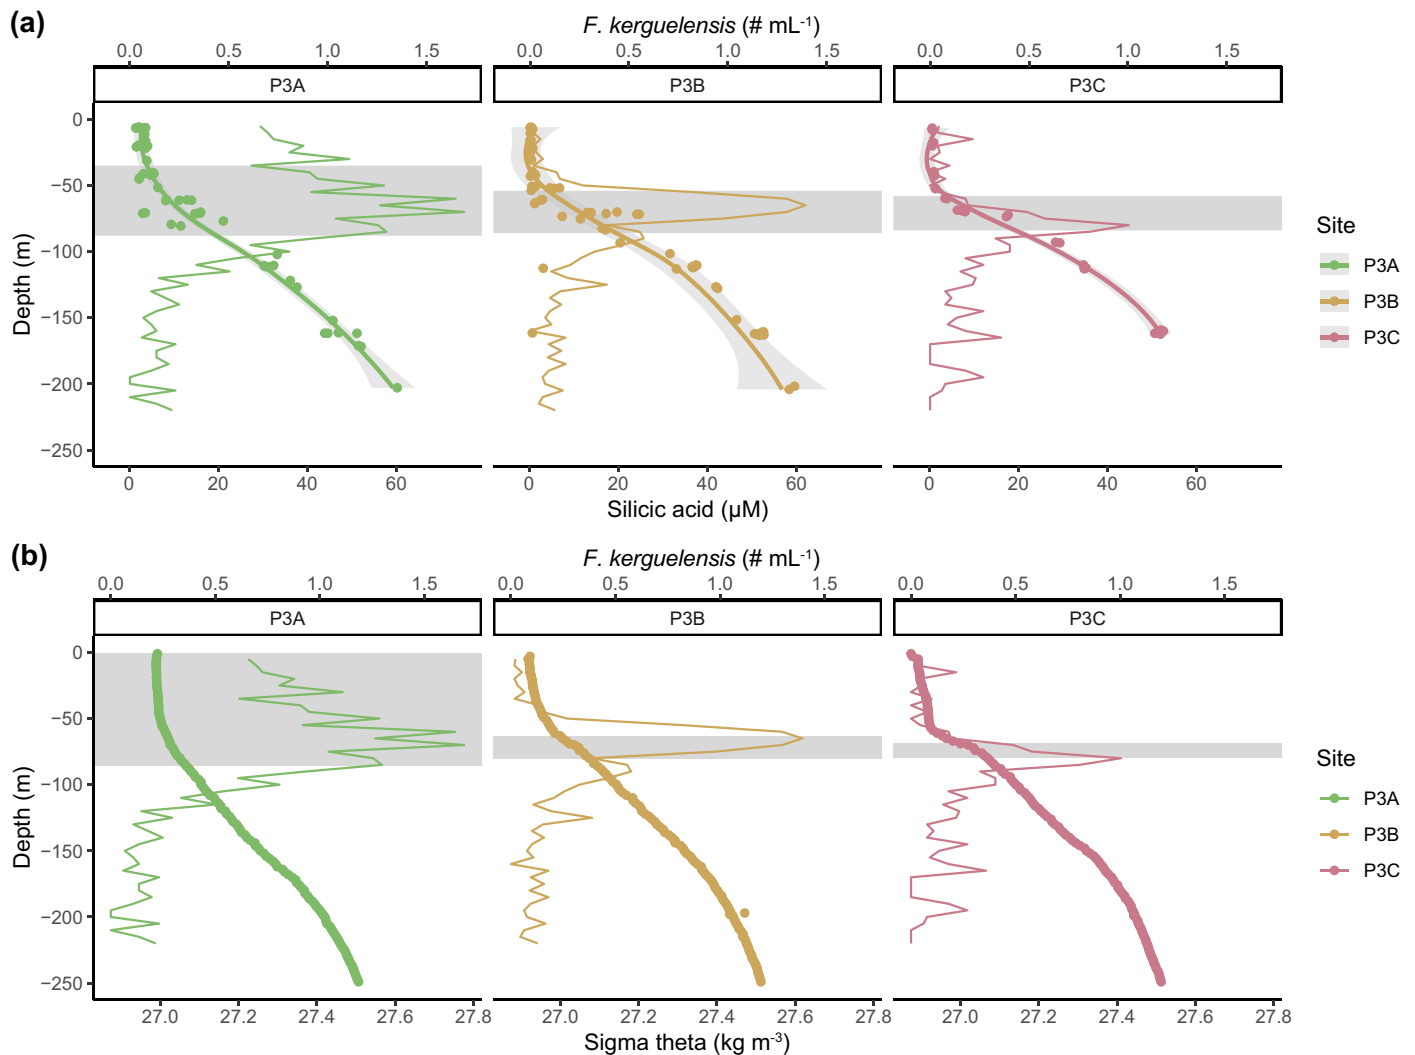 (a)
F. kerguelensis (# mL⁻¹)
0.0 0.5 1.0 1.5 0.0 0.5 1.0 1.5 0.0 0.5 1.0 1.5
P3A P3B P3C
0
−50
−100
−150
−200
−250
Depth (m)
0 20 40 60 0 20 40 60 0 20 40 60
Silicic acid (µM)
Site
P3A
P3B
P3C
(b)
F. kerguelensis (# mL⁻¹)
0.0 0.5 1.0 1.5 0.0 0.5 1.0 1.5 0.0 0.5 1.0 1.5
P3A P3B P3C
0
−50
−100
−150
−200
−250
Depth (m)
27.0 27.2 27.4 27.6 27.8 27.0 27.2 27.4 27.6 27.8 27.0 27.2 27.4 27.6 27.8
Sigma theta (kg m⁻³)
Site
P3A
P3B
P3C